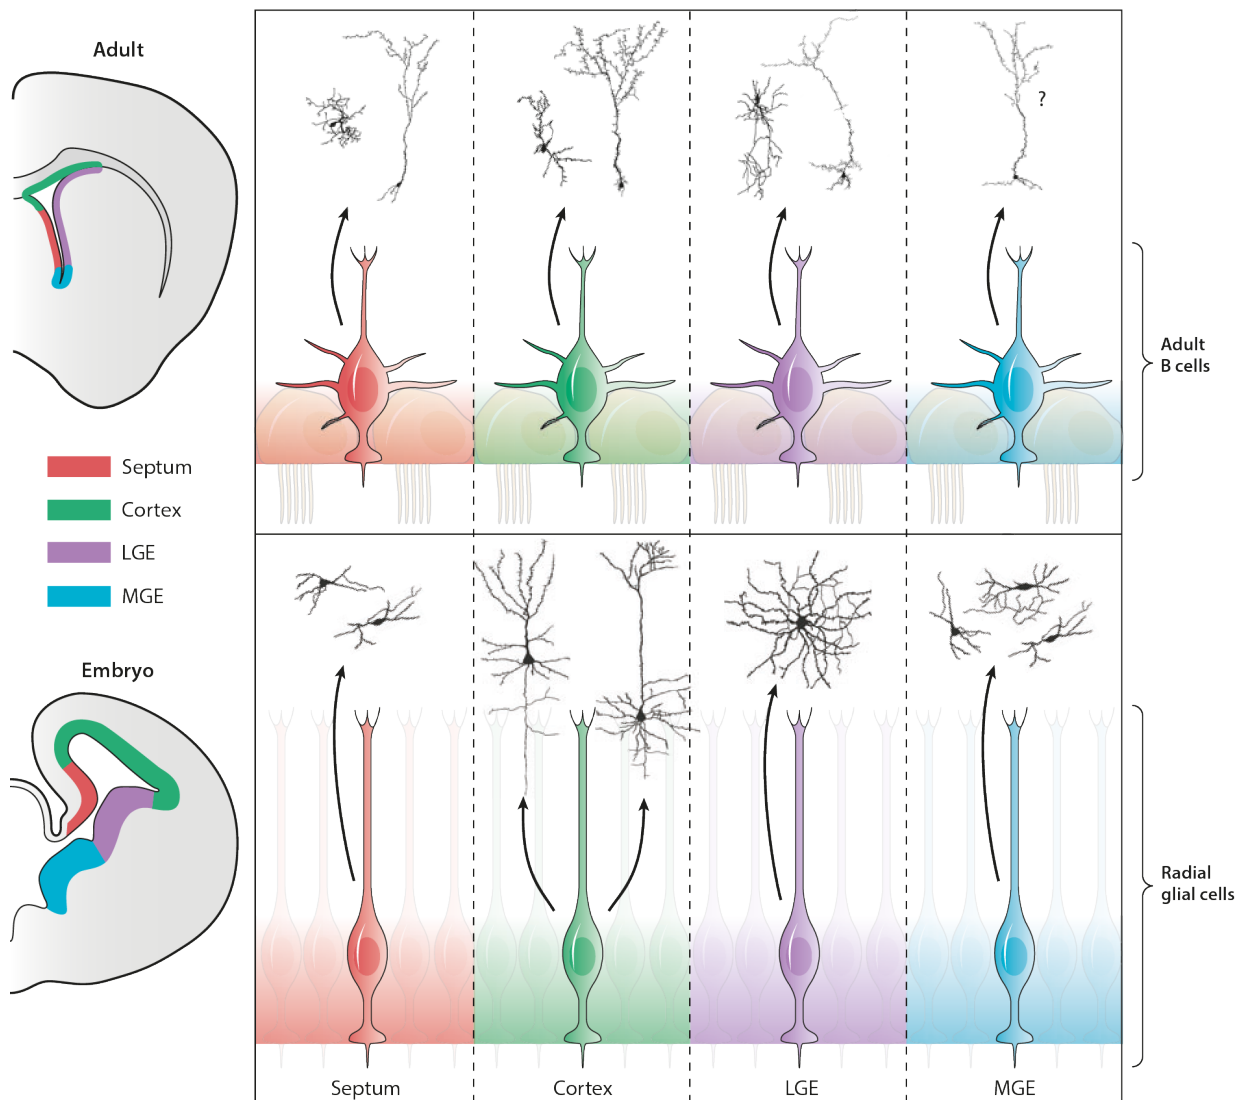 Adult
?
Adult
B cells
Septum
Cortex
LGE
MGE
Embryo
Radial
glial cells
Septum
Cortex
LGE
MGE